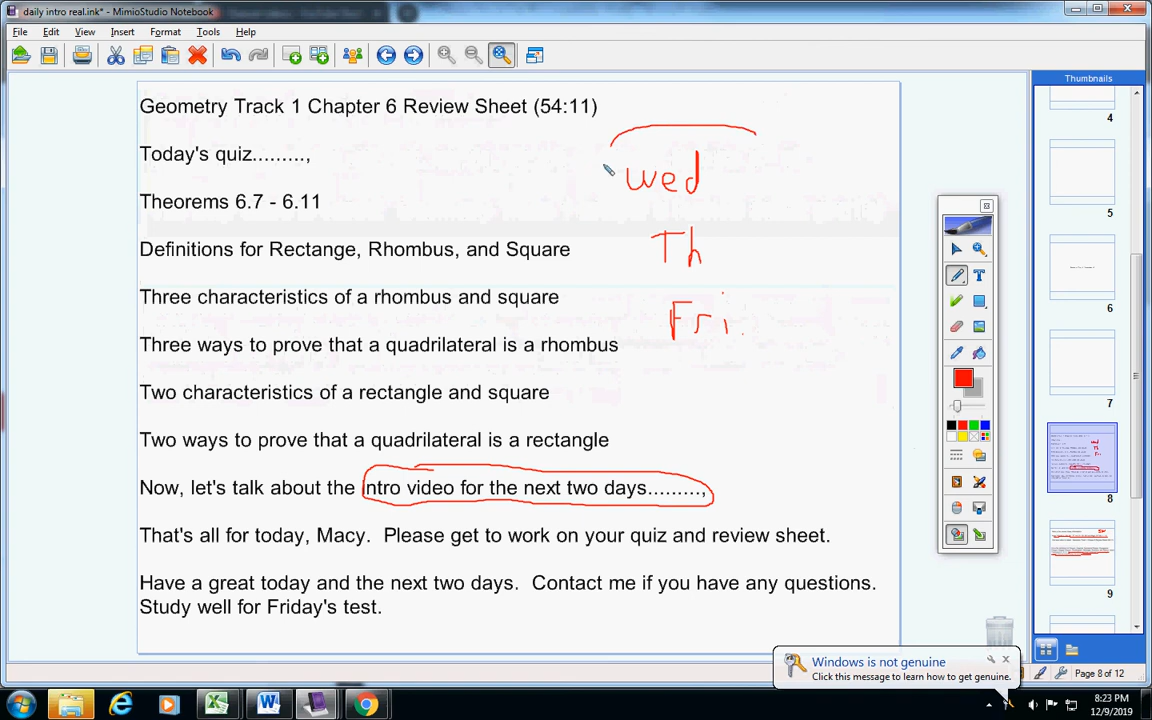 daily intro real.ink* - MimioStudio Notebook
File Edit View Insert Format Tools Help
Thumbnails
Geometry Track 1 Chapter 6 Review Sheet (54:11)
Today's quiz.........,
wed
Theorems 6.7 - 6.11
Th
Definitions for Rectange, Rhombus, and Square
Three characteristics of a rhombus and square
Fri.
Three ways to prove that a quadrilateral is a rhombus
Two characteristics of a rectangle and square
Two ways to prove that a quadrilateral is a rectangle
Now, let's talk about the intro video for the next two days.........,
That's all for today, Macy. Please get to work on your quiz and review sheet.
Have a great today and the next two days. Contact me if you have any questions.
Study well for Friday's test.
4
5
6
7
8
9
10
Windows is not genuine
Click this message to learn how to get genuine.
Page 8 of 12
8:23 PM
12/9/2019